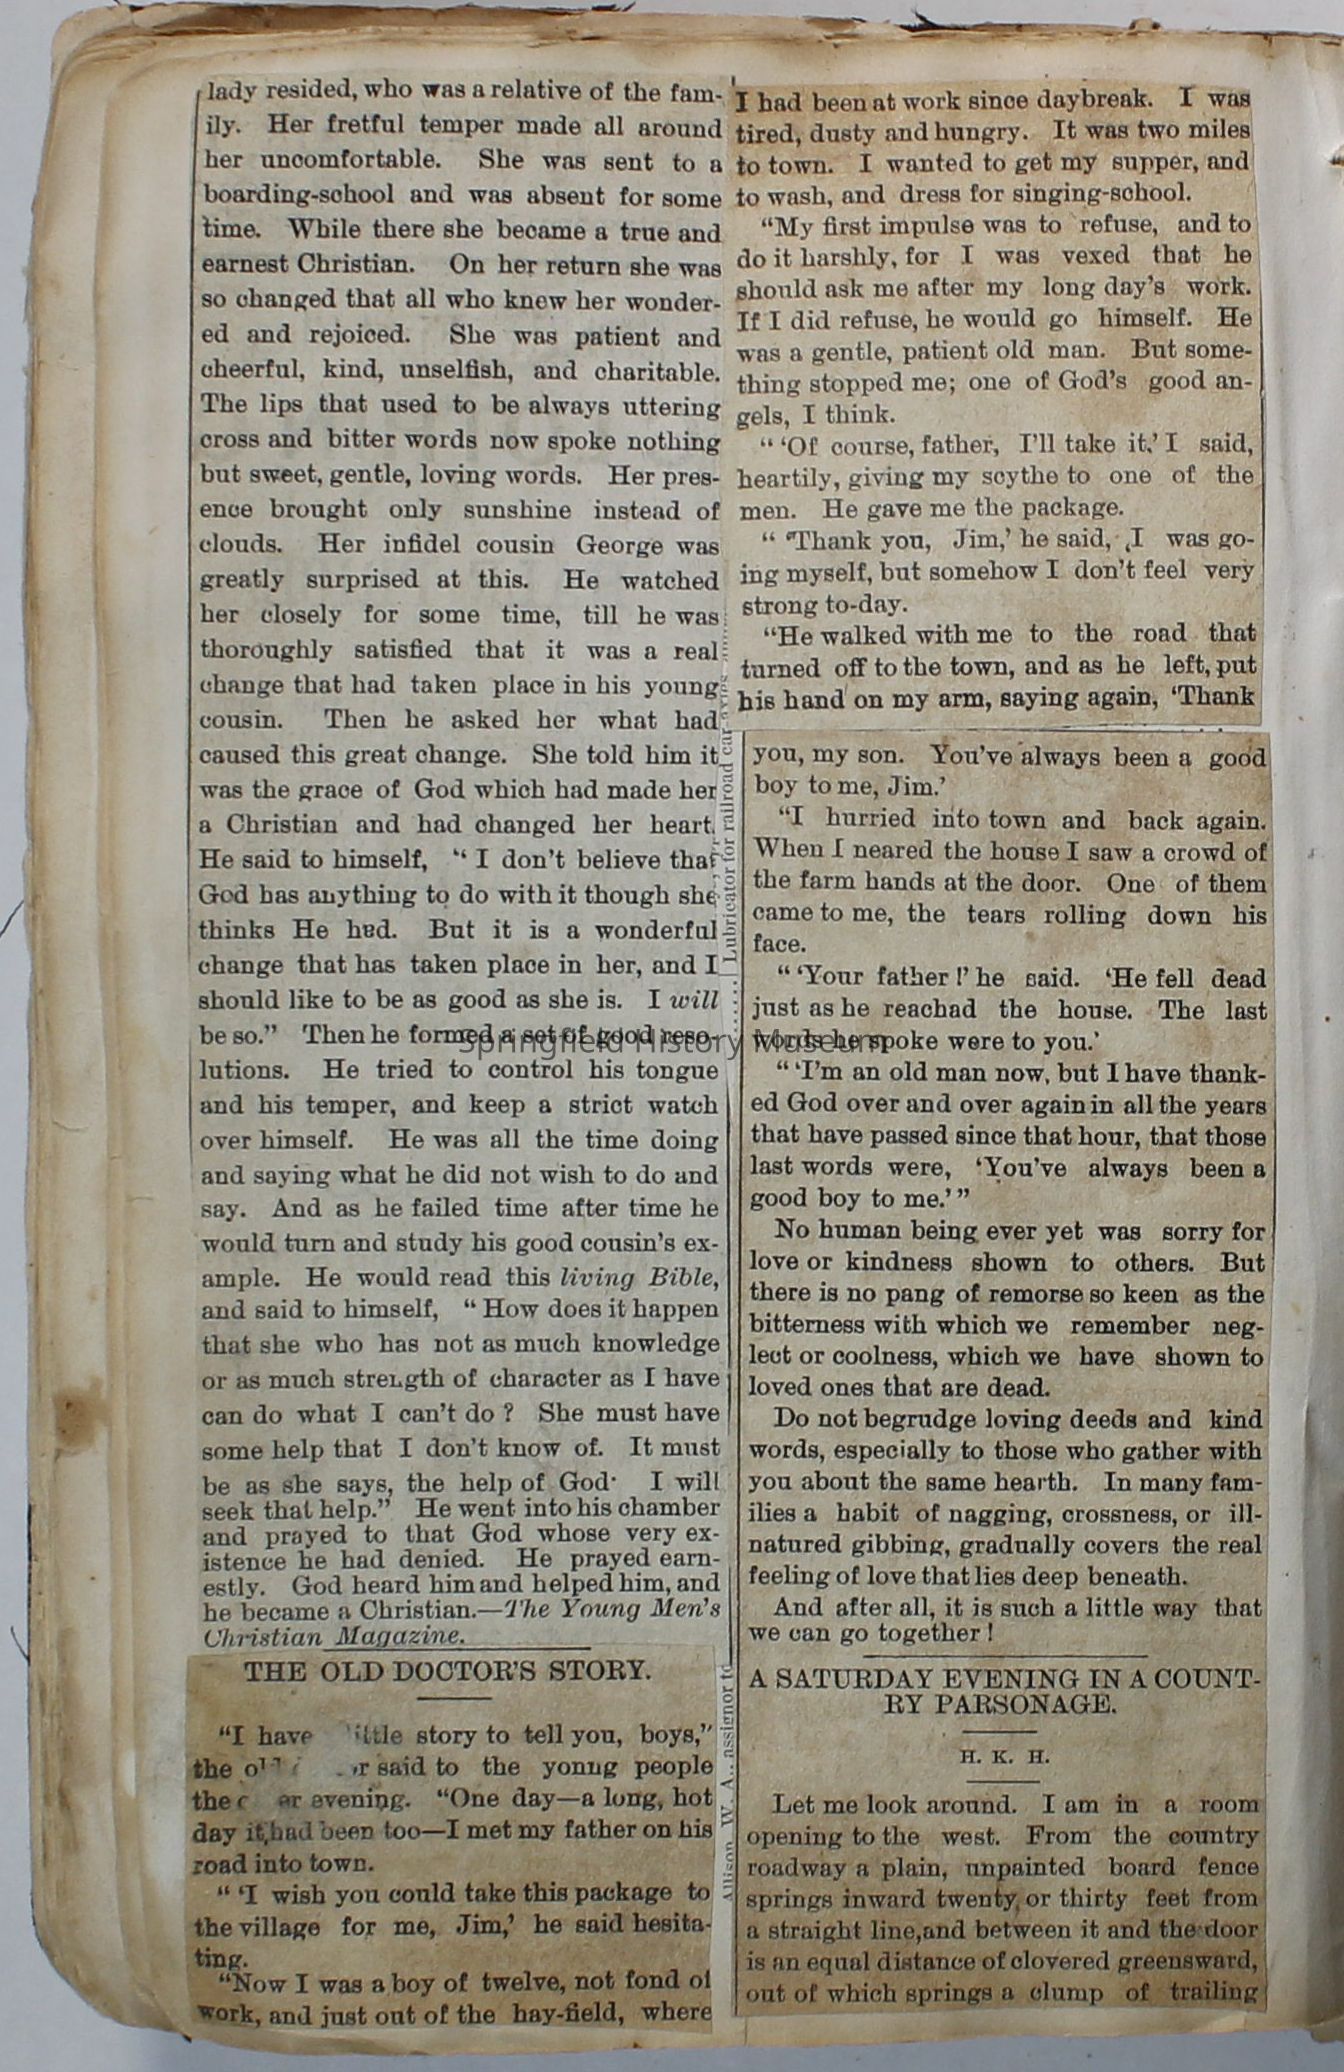 lady resided, who was a relative of the fam-
ily. Her fretful temper made all around
her uncomfortable. She was sent to a
boarding-school and was absent for some
time. While there she became a true and
earnest Christian. On her return she was
so changed that all who knew her wonder-
ed and rejoiced. She was patient and
cheerful, kind, unselfish, and charitable.
The lips that used to be always uttering
cross and bitter words now spoke nothing
but sweet, gentle, loving words. Her pres-
ence brought only sunshine instead of
clouds. Her infidel cousin George was
greatly surprised at this. He watched
her closely for some time, till he was
thoroughly satisfied that it was a real
change that had taken place in his young
cousin. Then he asked her what had
caused this great change. She told him it
was the grace of God which had made her
a Christian and had changed her heart.
He said to himself, “I don't believe that
God has anything to do with it though she
thinks He had. But it is a wonderful
change that has taken place in her, and I
should like to be as good as she is. I will
be so.” Then he formed a set of good reso-
lutions. He tried to control his tongue
and his temper, and keep a strict watch
over himself. He was all the time doing
and saying what he did not wish to do and
say. And as he failed time after time he
would turn and study his good cousin's ex-
ample. He would read this living Bible,
and said to himself, “How does it happen
that she who has not as much knowledge
or as much strength of character as I have
can do what I can't do? She must have
some help that I don't know of. It must
be as she says, the help of God· I will
seek that help.” He went into his chamber
and prayed to that God whose very ex-
istence he had denied. He prayed earn-
estly. God heard him and helped him, and
he became a Christian.—The Young Men's
Christian Magazine.
THE OLD DOCTOR'S STORY.
“I have little story to tell you, boys,”
the said to the yonug people
the evening. “One day—a long, hot
day it had been too—I met my father on his
road into town.
“ ‘I wish you could take this package to
the village for me, Jim,’ he said hesita-
ting.
“Now I was a boy of twelve, not fond of
work, and just out of the hay-field, where
I had been at work since daybreak. I was
tired, dusty and hungry. It was two miles
to town. I wanted to get my supper, and
to wash, and dress for singing-school.
“My first impulse was to refuse, and to
do it harshly, for I was vexed that he
should ask me after my long day's work.
If I did refuse, he would go himself. He
was a gentle, patient old man. But some-
thing stopped me; one of God's good an-
gels, I think.
“ ‘Of course, father, I'll take it,’ I said,
heartily, giving my scythe to one of the
men. He gave me the package.
“ ‘Thank you, Jim,’ he said, ‚I was go-
ing myself, but somehow I don't feel very
strong to-day.
“He walked with me to the road that
turned off to the town, and as he left, put
his hand on my arm, saying again, ‘Thank
you, my son. You've always been a good
boy to me, Jim.’
“I hurried into town and back again.
When I neared the house I saw a crowd of
the farm hands at the door. One of them
came to me, the tears rolling down his
face.
“ ‘Your father!’ he said. ‘He fell dead
just as he reachad the house. The last
words he spoke were to you.’
“ ‘I'm an old man now, but I have thank-
ed God over and over again in all the years
that have passed since that hour, that those
last words were, ‘You've always been a
good boy to me.’ ”
No human being ever yet was sorry for
love or kindness shown to others. But
there is no pang of remorse so keen as the
bitterness with which we remember neg-
lect or coolness, which we have shown to
loved ones that are dead.
Do not begrudge loving deeds and kind
words, especially to those who gather with
you about the same hearth. In many fam-
ilies a habit of nagging, crossness, or ill-
natured gibbing, gradually covers the real
feeling of love that lies deep beneath.
And after all, it is such a little way that
we can go together!
A SATURDAY EVENING IN A COUNT-
RY PARSONAGE.
H. K. H.
Let me look around. I am in a room
opening to the west. From the country
roadway a plain, unpainted board fence
springs inward twenty or thirty feet from
a straight line, and between it and the door
is an equal distance of clovered greensward,
out of which springs a clump of trailing
Lubricator for railroad car
Allison, W. A., assignor to
Springfield History Museum